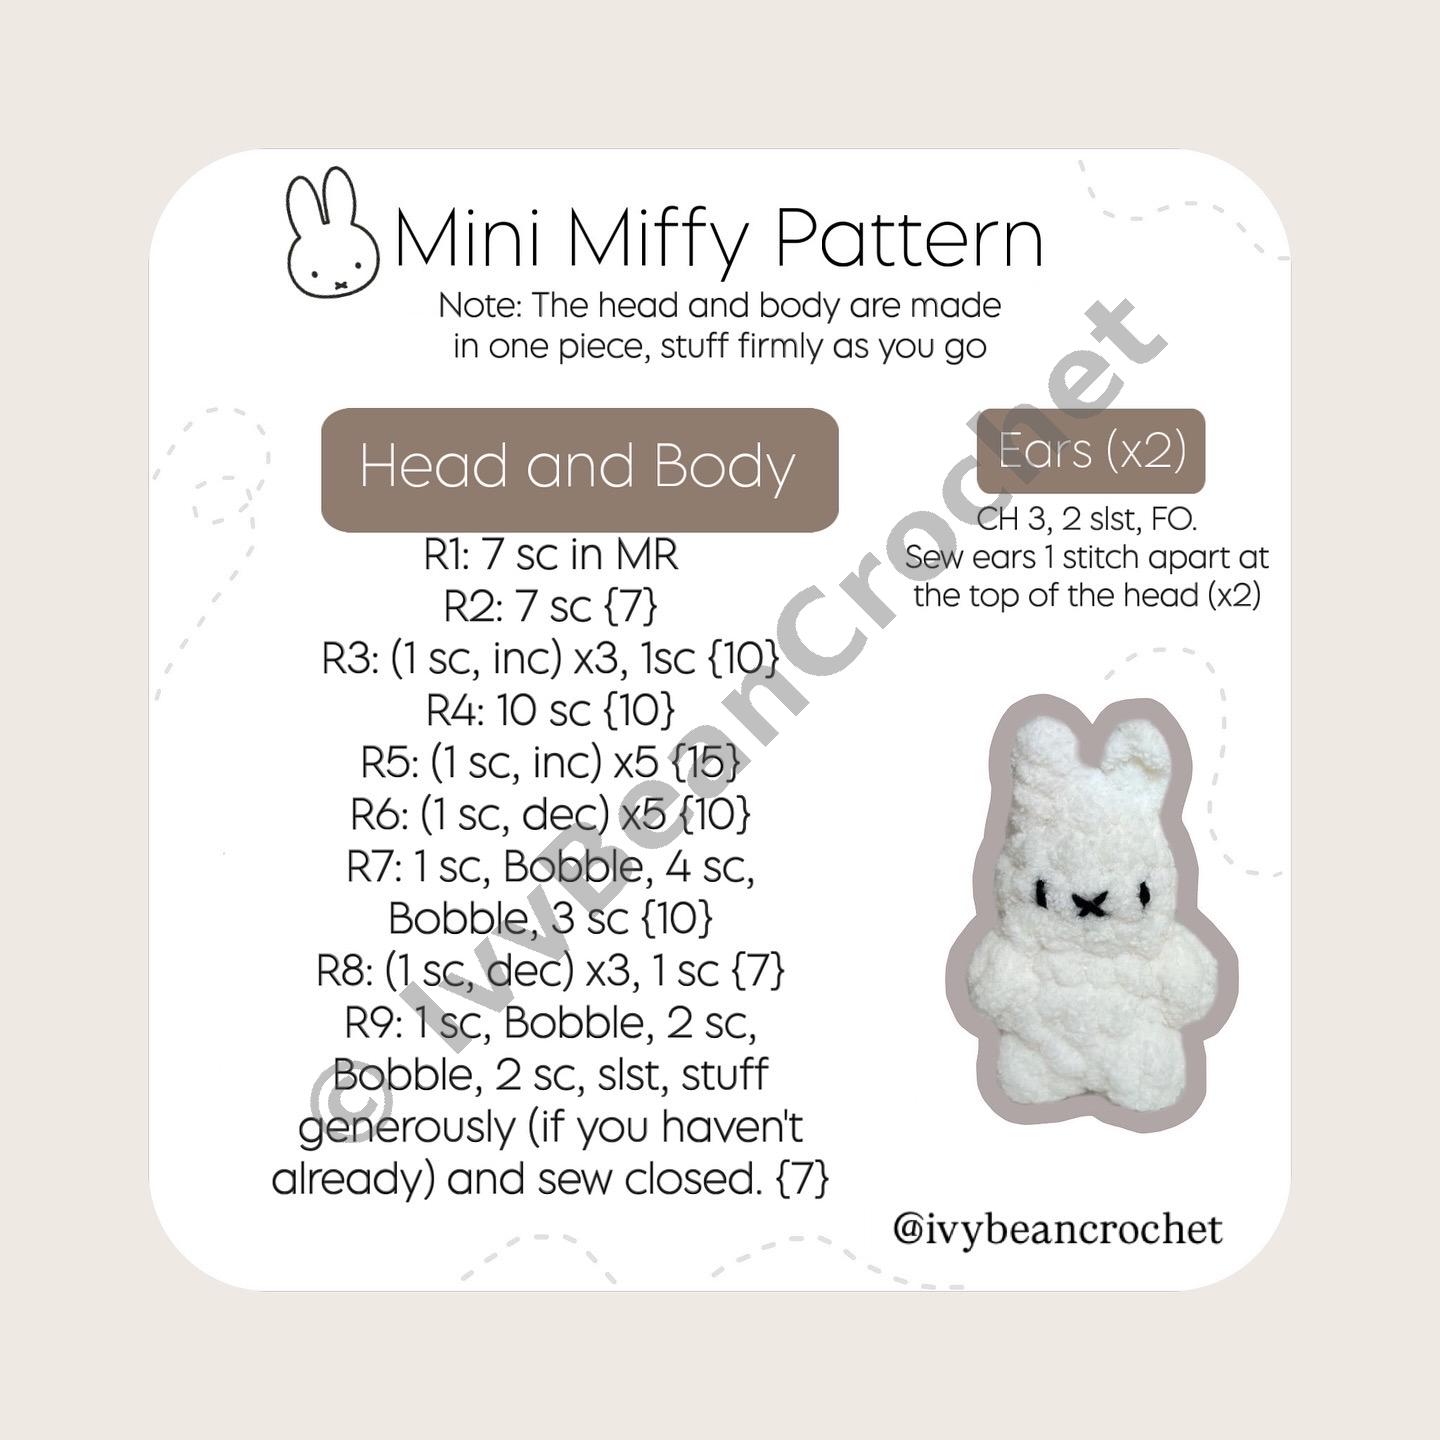 Mini Miffy Pattern
Note: The head and body are made
in one piece, stuff firmly as you go
Head and Body
R1: 7 sc in MR
R2: 7 sc {7}
R3: (1 sc, inc) x3, 1sc {10}
R4: 10 sc {10}
R5: (1 sc, inc) x5 {15}
R6: (1 sc, dec) x5 {10}
R7: 1 sc, Bobble, 4 sc,
Bobble, 3 sc {10}
R8: (1 sc, dec) x3, 1 sc {7}
R9: 1 sc, Bobble, 2 sc,
Bobble, 2 sc, slst, stuff
generously (if you haven't
already) and sew closed. {7}
Ears (x2)
CH 3, 2 slst, FO.
Sew ears 1 stitch apart at
the top of the head (x2)
© IvyBeanCrochet
@ivybeancrochet